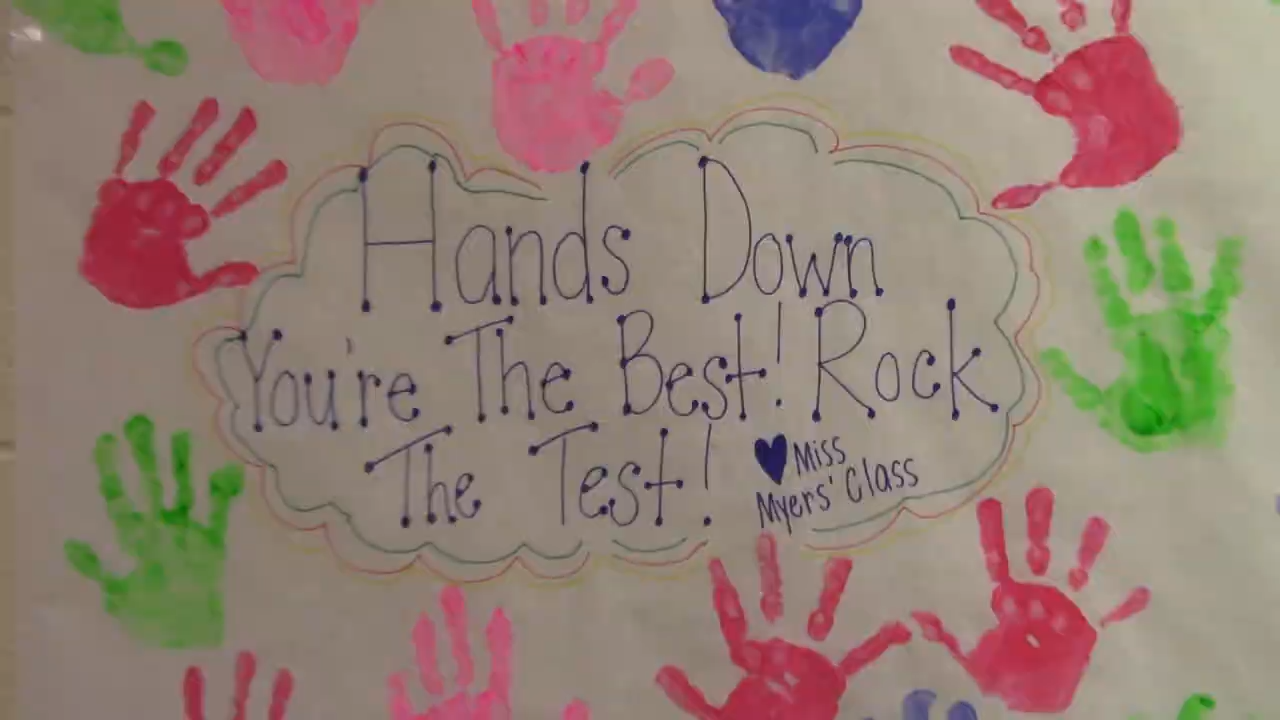 Hands Down
You're The Best! Rock
The Test! ♥ Miss
Myers' Class